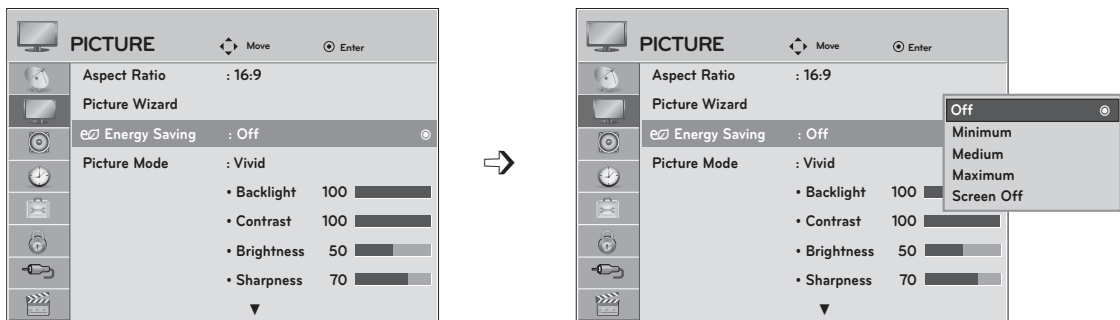 PICTURE Move Enter
Aspect Ratio : 16:9
Picture Wizard
Energy Saving : Off
Picture Mode : Vivid
• Backlight 100
• Contrast 100
• Brightness 50
• Sharpness 70
▼
PICTURE Move Enter
Aspect Ratio : 16:9
Picture Wizard
Energy Saving : Off
Picture Mode : Vivid
• Backlight 100
• Contrast 100
• Brightness 50
• Sharpness 70
▼
Off
Minimum
Medium
Maximum
Screen Off